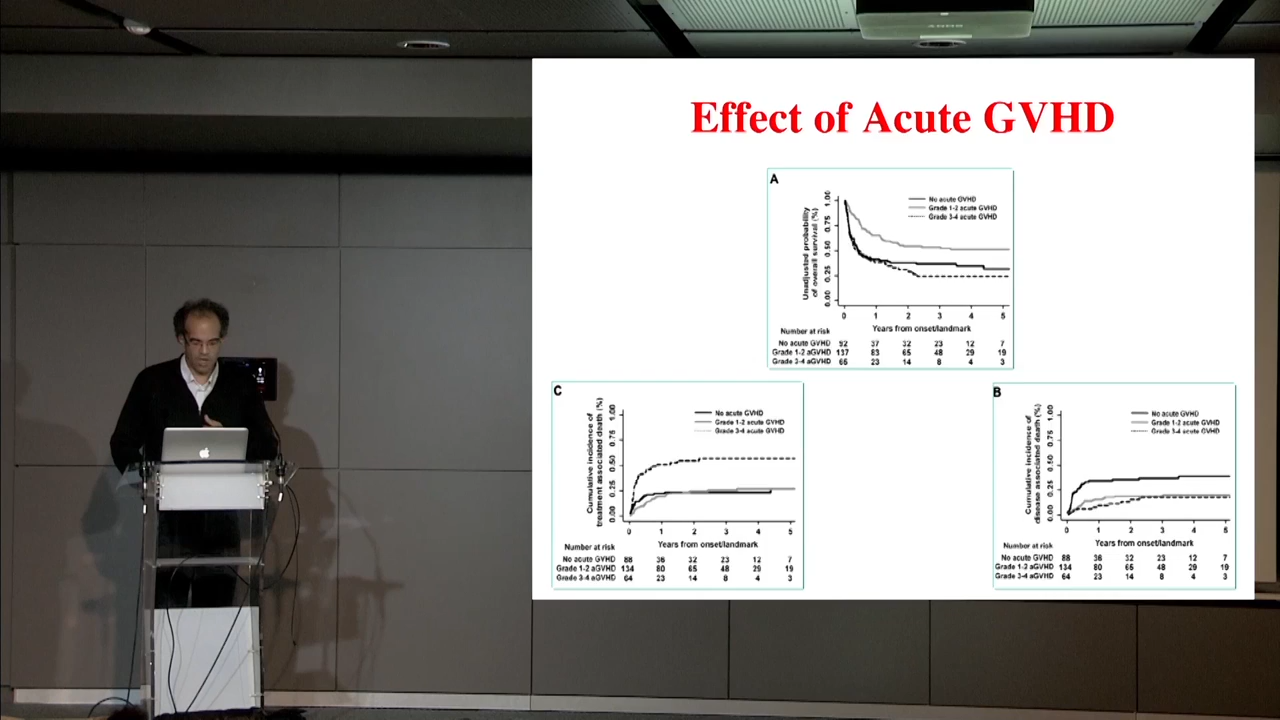 Effect of Acute GVHD
A
No acute GVHD
Grade 1-2 acute GVHD
Grade 3-4 acute GVHD
Unadjusted probability
of overall survival (%)
1.00
0.75
0.50
0.25
0.00
0 1 2 3 4 5
Years from onset/landmark
Number at risk
No acute GVHD 92 37 32 23 12 7
Grade 1-2 aGVHD 137 83 65 48 29 19
Grade 3-4 aGVHD 65 23 14 8 4 3
C
No acute GVHD
Grade 1-2 acute GVHD
Grade 3-4 acute GVHD
Cumulative incidence of
treatment associated death (%)
1.00
0.75
0.50
0.25
0.00
0 1 2 3 4 5
Years from onset/landmark
Number at risk
No acute GVHD 88 36 32 23 12 7
Grade 1-2 aGVHD 134 80 65 48 29 19
Grade 3-4 aGVHD 64 23 14 8 4 3
B
No acute GVHD
Grade 1-2 acute GVHD
Grade 3-4 acute GVHD
Cumulative incidence of
disease associated death (%)
1.00
0.75
0.50
0.25
0.00
0 1 2 3 4 5
Years from onset/landmark
Number at risk
No acute GVHD 88 36 32 23 12 7
Grade 1-2 aGVHD 134 80 65 48 29 19
Grade 3-4 aGVHD 64 23 14 8 4 3